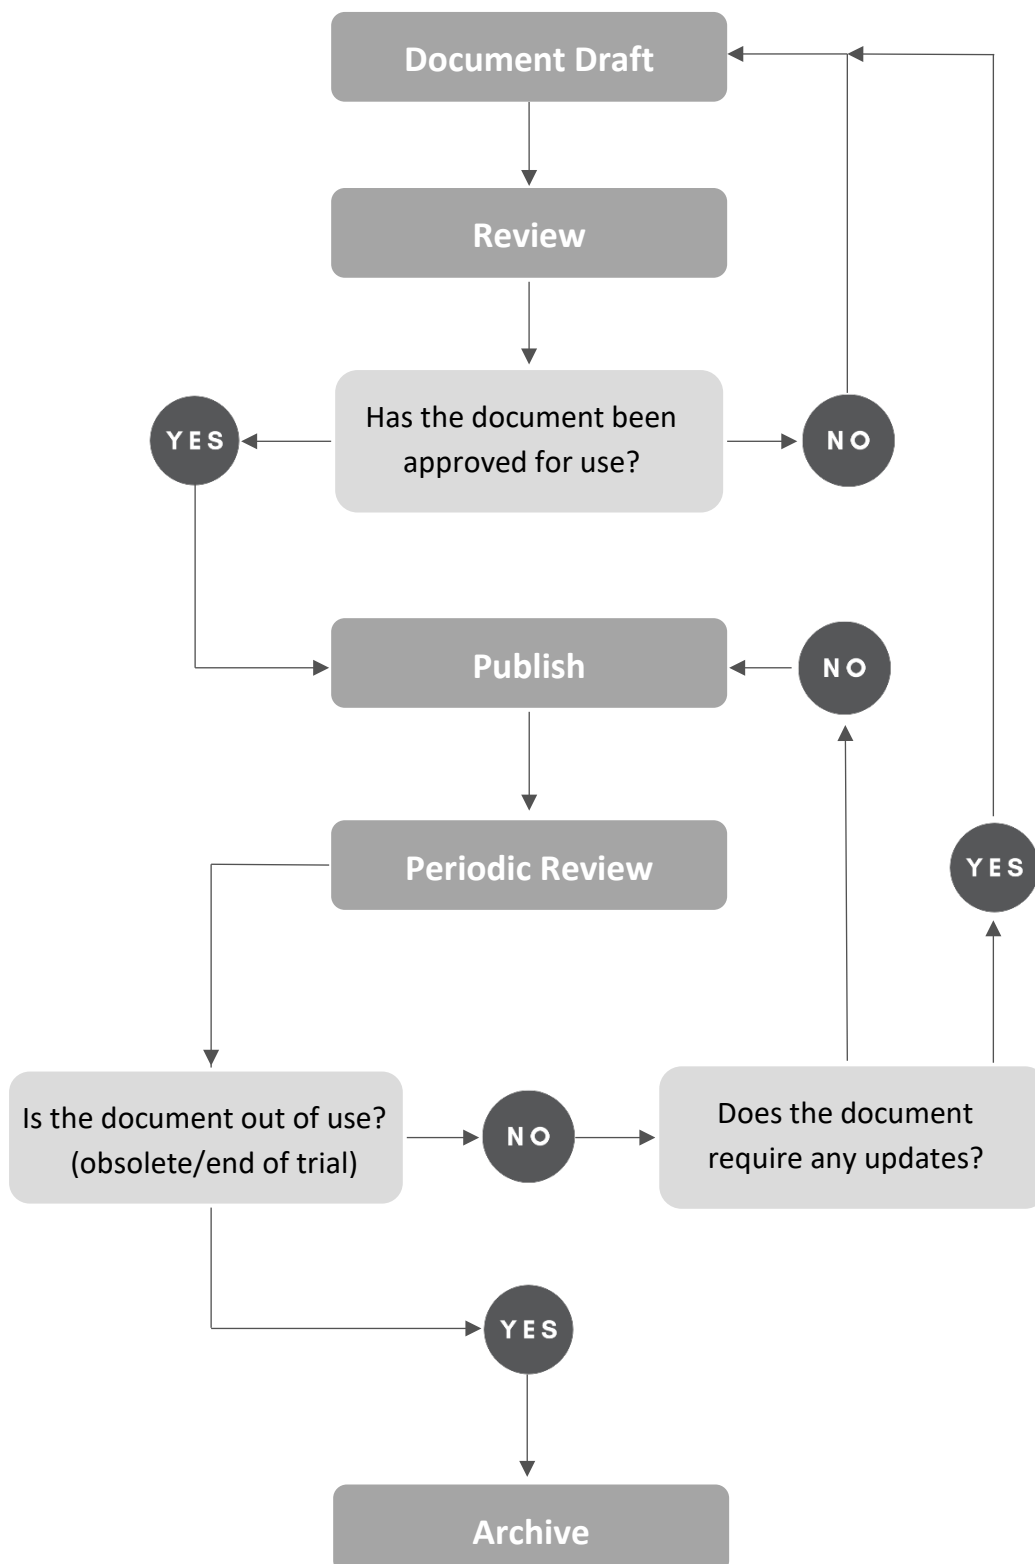 Document Draft
Review
Has the document been
approved for use?
YES
NO
Publish
NO
Periodic Review
YES
Is the document out of use?
(obsolete/end of trial)
NO
Does the document
require any updates?
YES
Archive